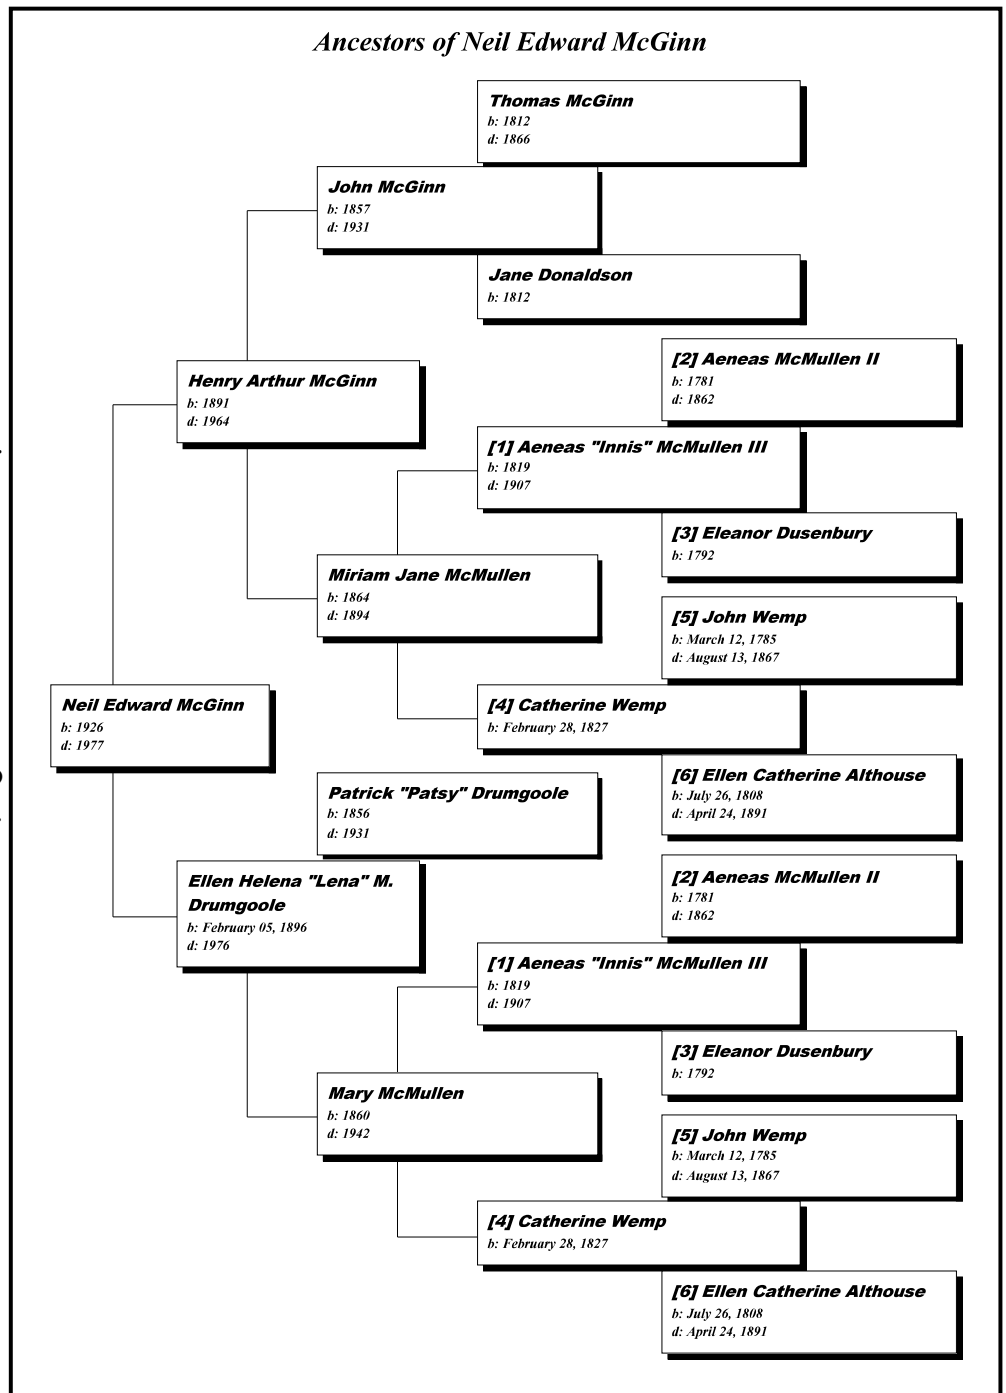 Ancestors of Neil Edward McGinn
Thomas McGinn
b: 1812
d: 1866
John McGinn
b: 1857
d: 1931
Jane Donaldson
b: 1812
[2] Aeneas McMullen II
b: 1781
d: 1862
Henry Arthur McGinn
b: 1891
d: 1964
[1] Aeneas "Innis" McMullen III
b: 1819
d: 1907
[3] Eleanor Dusenbury
b: 1792
Miriam Jane McMullen
b: 1864
d: 1894
[5] John Wemp
b: March 12, 1785
d: August 13, 1867
Neil Edward McGinn
b: 1926
d: 1977
[4] Catherine Wemp
b: February 28, 1827
[6] Ellen Catherine Althouse
b: July 26, 1808
d: April 24, 1891
Patrick "Patsy" Drumgoole
b: 1856
d: 1931
Ellen Helena "Lena" M.
Drumgoole
b: February 05, 1896
d: 1976
[2] Aeneas McMullen II
b: 1781
d: 1862
[1] Aeneas "Innis" McMullen III
b: 1819
d: 1907
[3] Eleanor Dusenbury
b: 1792
Mary McMullen
b: 1860
d: 1942
[5] John Wemp
b: March 12, 1785
d: August 13, 1867
[4] Catherine Wemp
b: February 28, 1827
[6] Ellen Catherine Althouse
b: July 26, 1808
d: April 24, 1891